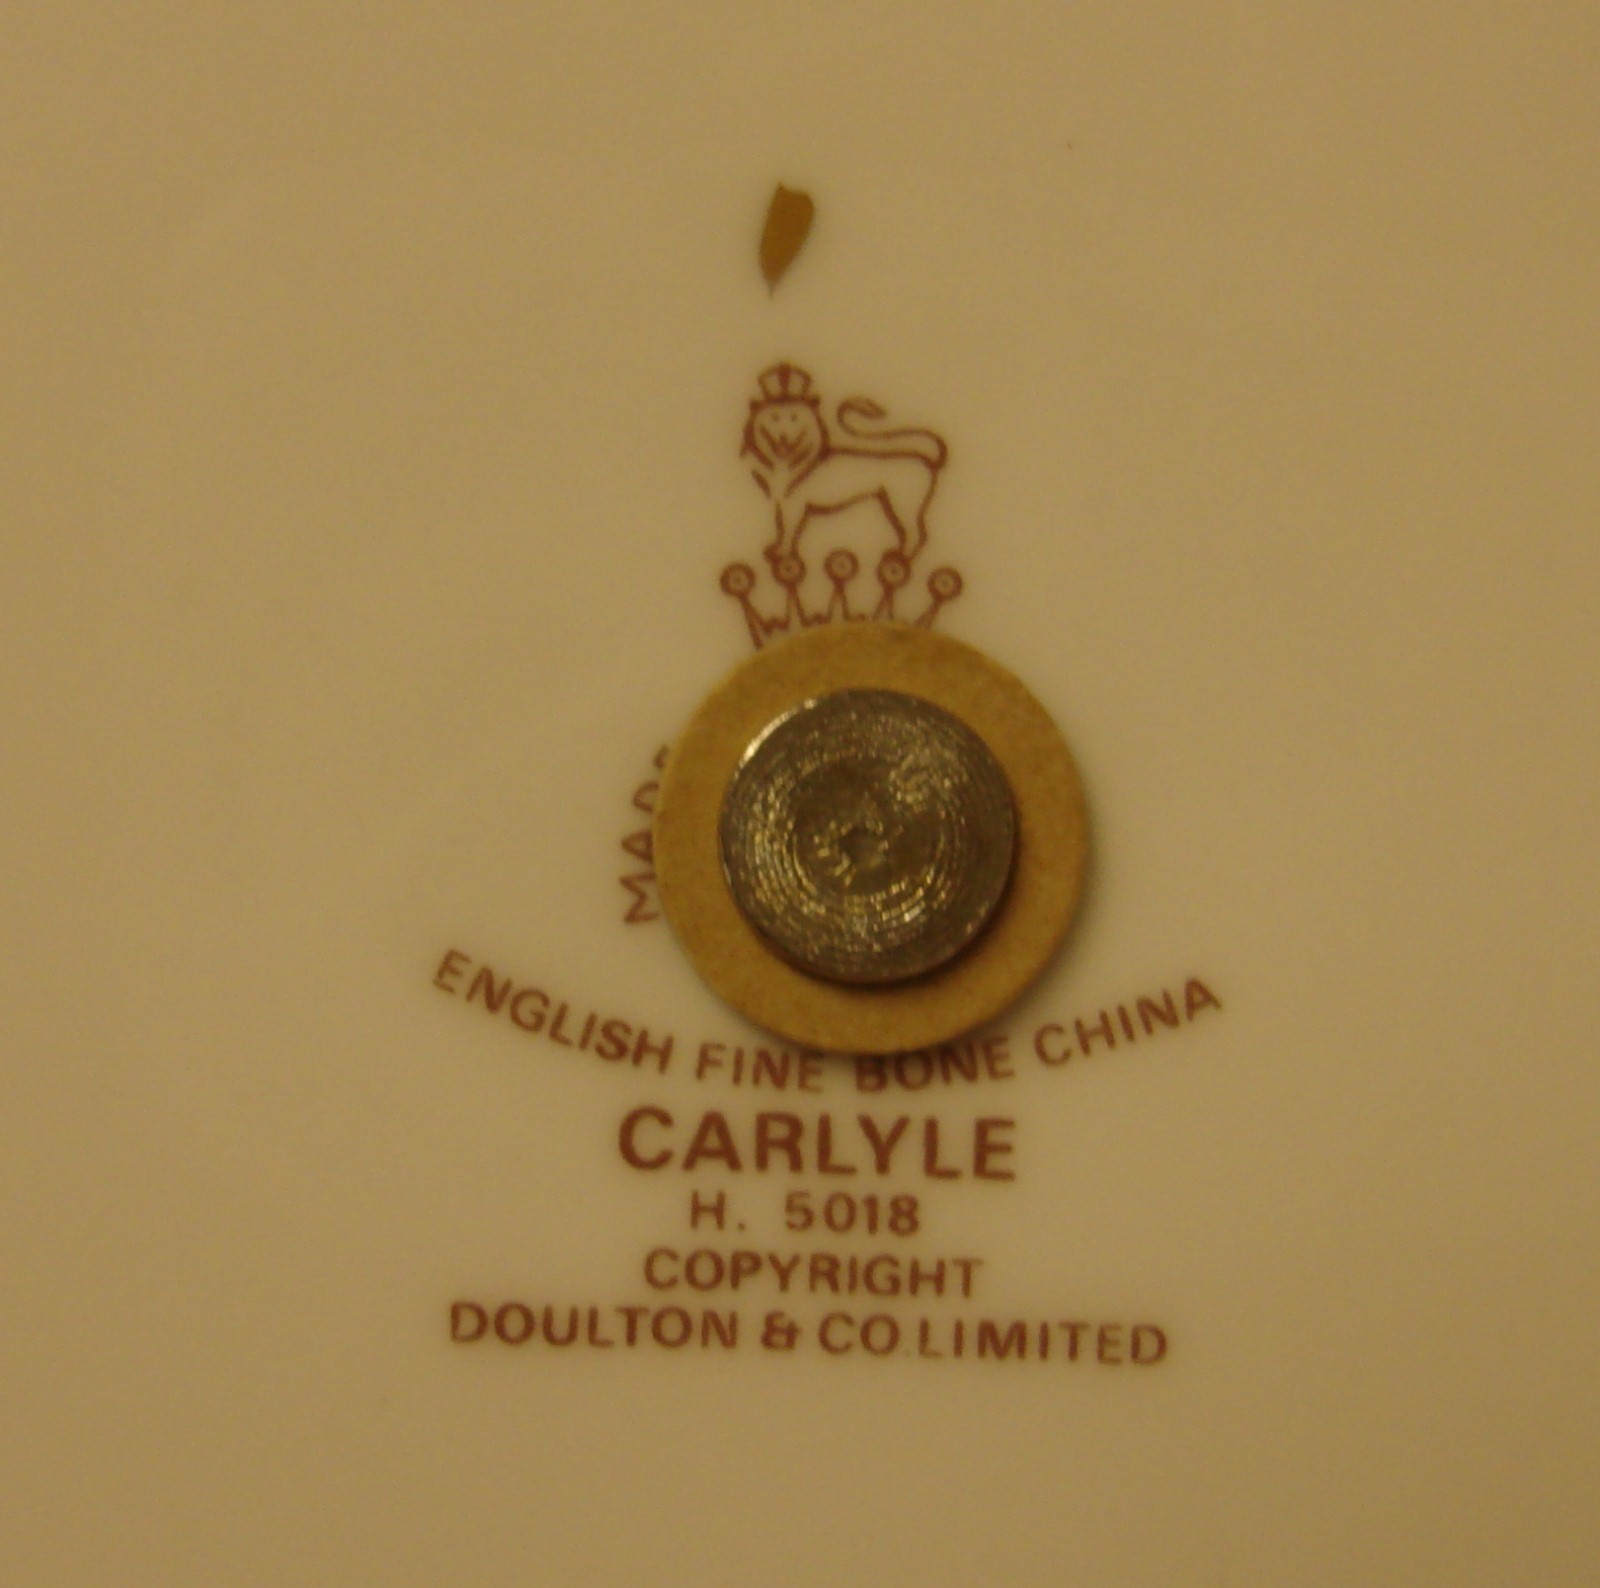 ENGLISH FINE BONE CHINA
CARLYLE
H. 5018
COPYRIGHT
DOULTON & CO.LIMITED